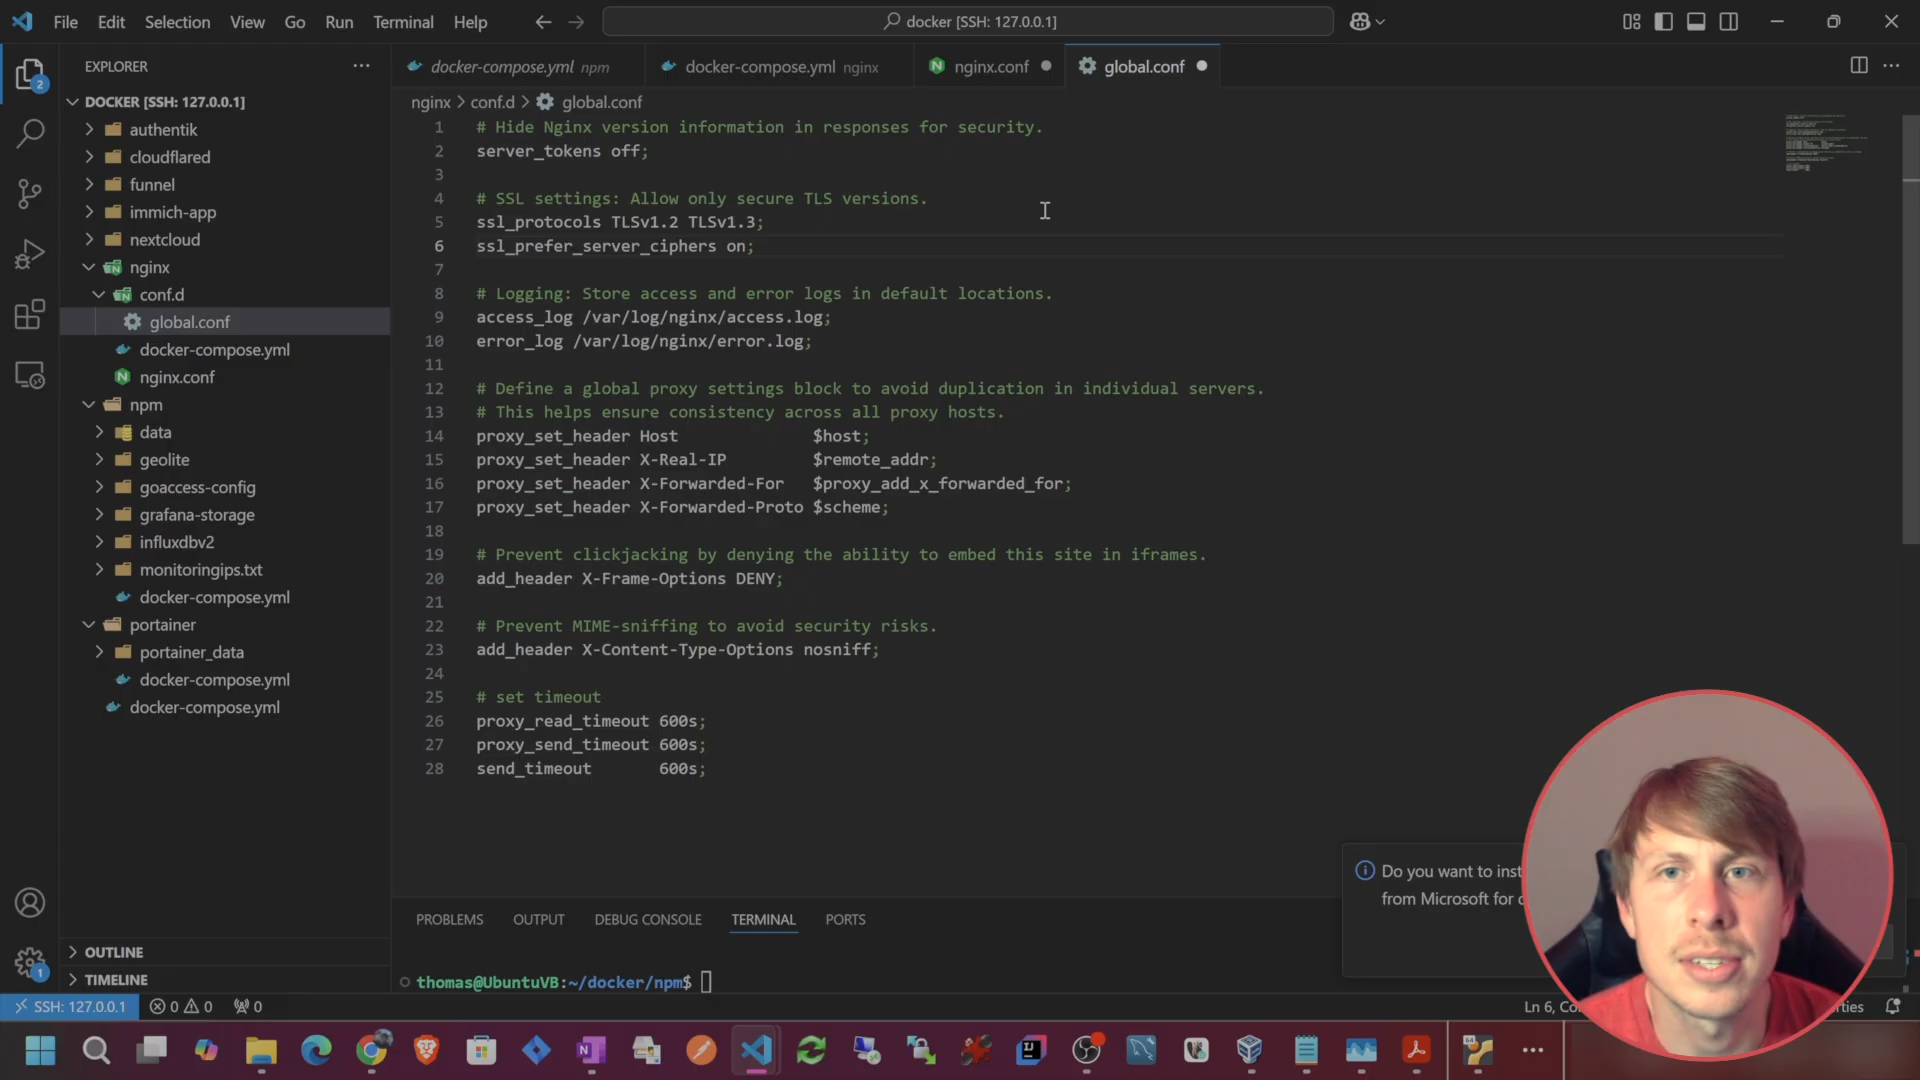 File Edit Selection View Go Run Terminal Help
docker [SSH: 127.0.0.1]
EXPLORER
docker-compose.yml npm
docker-compose.yml nginx
nginx.conf
global.conf
nginx > conf.d > global.conf
DOCKER [SSH: 127.0.0.1]
authentik
cloudflared
funnel
immich-app
nextcloud
nginx
conf.d
global.conf
docker-compose.yml
nginx.conf
npm
data
geolite
goaccess-config
grafana-storage
influxdbv2
monitoringips.txt
docker-compose.yml
portainer
portainer_data
docker-compose.yml
docker-compose.yml
OUTLINE
TIMELINE
2
1
1 # Hide Nginx version information in responses for security.
2 server_tokens off;
3
4 # SSL settings: Allow only secure TLS versions.
5 ssl_protocols TLSv1.2 TLSv1.3;
6 ssl_prefer_server_ciphers on;
7
8 # Logging: Store access and error logs in default locations.
9 access_log /var/log/nginx/access.log;
10 error_log /var/log/nginx/error.log;
11
12 # Define a global proxy settings block to avoid duplication in individual servers.
13 # This helps ensure consistency across all proxy hosts.
14 proxy_set_header Host $host;
15 proxy_set_header X-Real-IP $remote_addr;
16 proxy_set_header X-Forwarded-For $proxy_add_x_forwarded_for;
17 proxy_set_header X-Forwarded-Proto $scheme;
18
19 # Prevent clickjacking by denying the ability to embed this site in iframes.
20 add_header X-Frame-Options DENY;
21
22 # Prevent MIME-sniffing to avoid security risks.
23 add_header X-Content-Type-Options nosniff;
24
25 # set timeout
26 proxy_read_timeout 600s;
27 proxy_send_timeout 600s;
28 send_timeout 600s;
Do you want to inst
from Microsoft for
PROBLEMS OUTPUT DEBUG CONSOLE TERMINAL PORTS
thomas@UbuntuVB:~/docker/npm$
SSH: 127.0.0.1 0 0 0
Ln 6, Co
rties